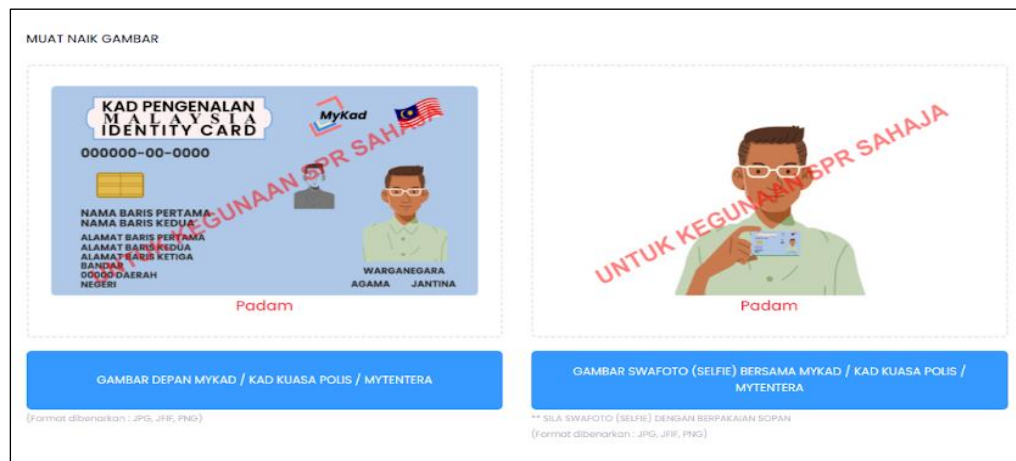 MUAT NAIK GAMBAR
KAD PENGENALAN
MALAYSIA
IDENTITY CARD
MyKad
000000-00-0000
NAMA BARIS PERTAMA
NAMA BARIS KEDUA
ALAMAT BARIS PERTAMA
ALAMAT BARIS KEDUA
ALAMAT BARIS KETIGA
BANDAR
00000 DAERAH
NEGERI
WARGANEGARA
AGAMA JANTINA
UNTUK KEGUNAAN SPR SAHAJA
Padam
GAMBAR DEPAN MYKAD / KAD KUASA POLIS / MYTENTERA
(Format dibenarkan : JPG, JFIF, PNG)
UNTUK KEGUNAAN SPR SAHAJA
Padam
GAMBAR SWAFOTO (SELFIE) BERSAMA MYKAD / KAD KUASA POLIS /
MYTENTERA
** SILA SWAFOTO (SELFIE) DENGAN BERPAKAIAN SOPAN
(Format dibenarkan : JPG, JFIF, PNG)